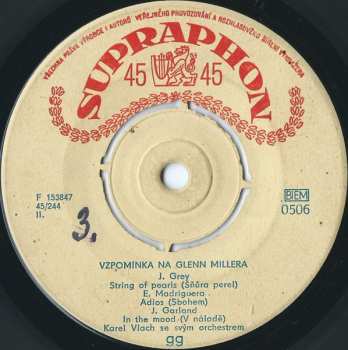 VŠECHNA PRÁVA VÝROBCE I AUTORŮ VEŘEJNÉHO PROVOZOVÁNÍ A ROZHLASOVÉHO ŠÍŘENÍ VYHRAZENA
SUPRAPHON
45 45
F 153847
45/244
II.
3.
BIEM
0506
VZPOMÍNKA NA GLENN MILLERA
J. Grey
String of pearls (Šňůra perel)
E. Madriguera
Adios (Sbohem)
J. Garland
In the mood (V náladě)
Karel Vlach se svým orchestrem
gg